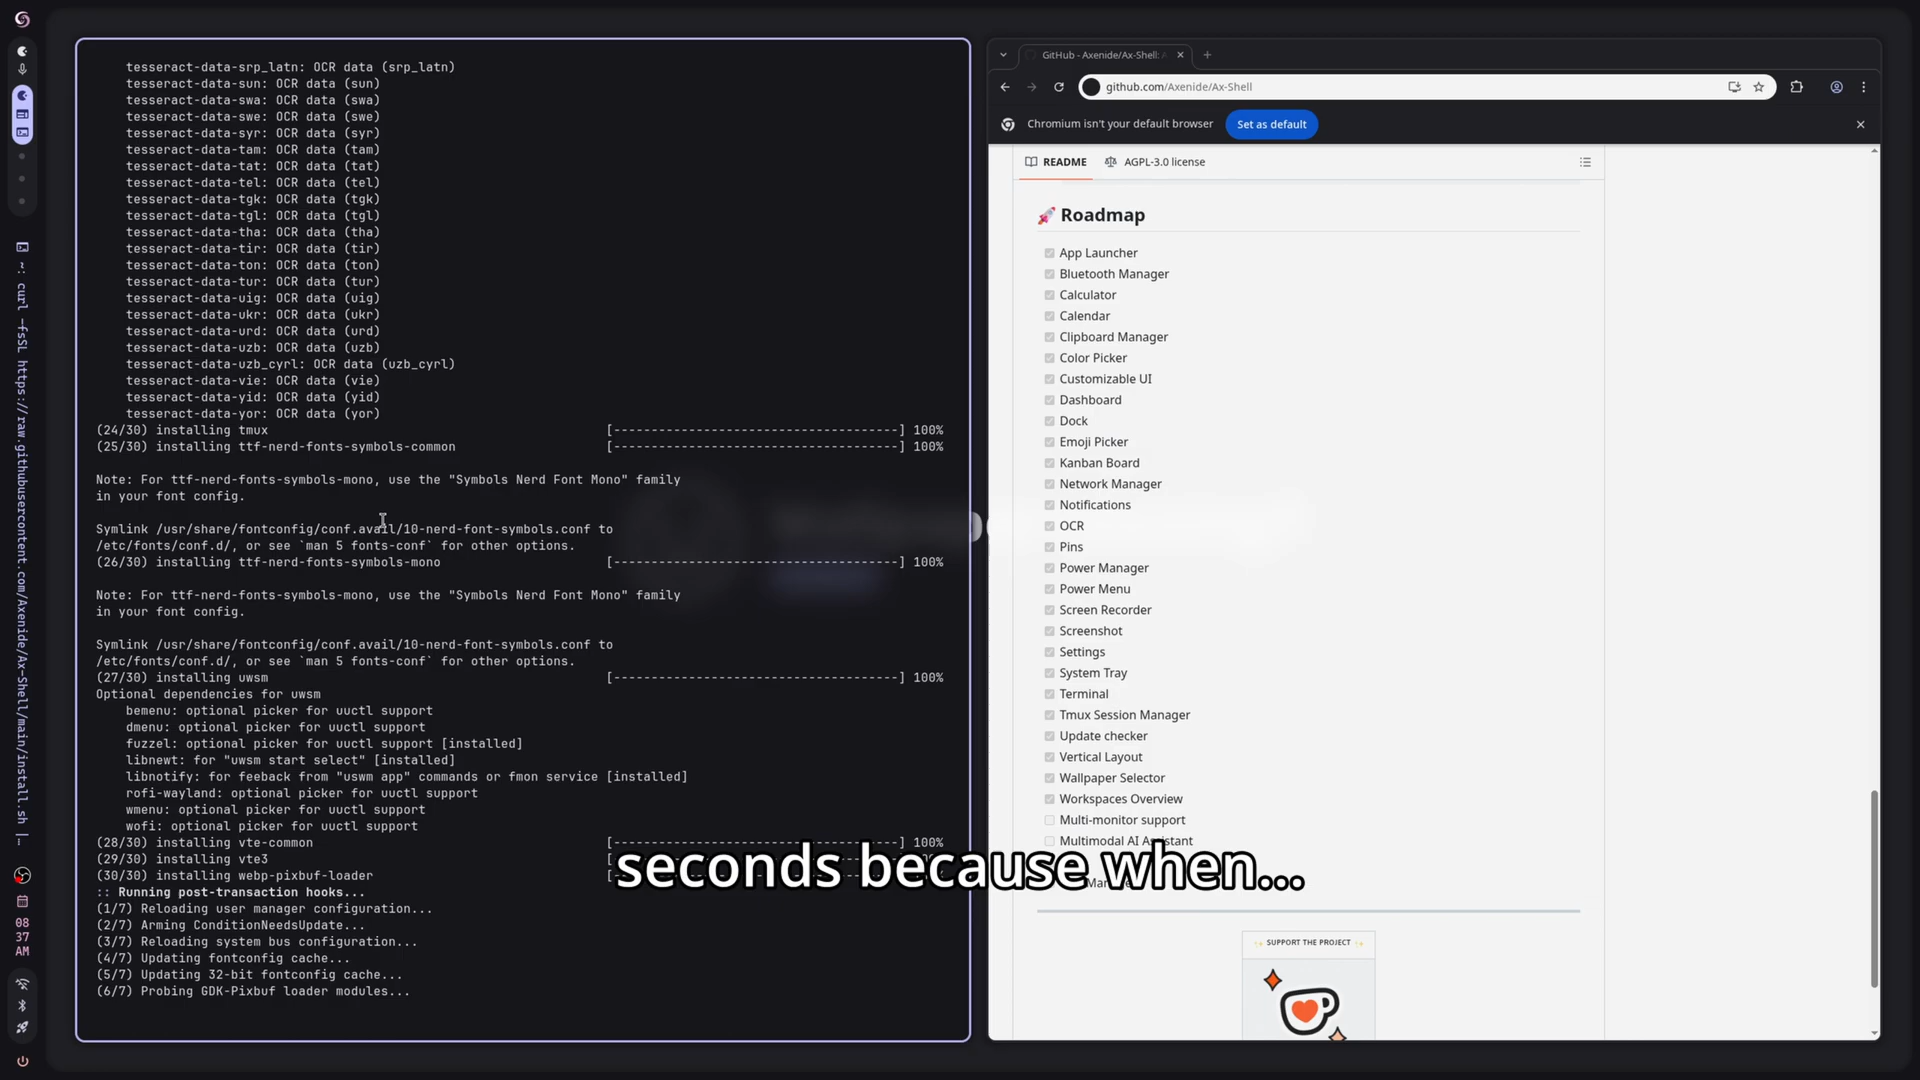 tesseract-data-srp_latn: OCR data (srp_latn)
tesseract-data-sun: OCR data (sun)
tesseract-data-swa: OCR data (swa)
tesseract-data-swe: OCR data (swe)
tesseract-data-syr: OCR data (syr)
tesseract-data-tam: OCR data (tam)
tesseract-data-tat: OCR data (tat)
tesseract-data-tel: OCR data (tel)
tesseract-data-tgk: OCR data (tgk)
tesseract-data-tgl: OCR data (tgl)
tesseract-data-tha: OCR data (tha)
tesseract-data-tir: OCR data (tir)
tesseract-data-ton: OCR data (ton)
tesseract-data-tur: OCR data (tur)
tesseract-data-uig: OCR data (uig)
tesseract-data-ukr: OCR data (ukr)
tesseract-data-urd: OCR data (urd)
tesseract-data-uzb: OCR data (uzb)
tesseract-data-uzb_cyrl: OCR data (uzb_cyrl)
tesseract-data-vie: OCR data (vie)
tesseract-data-yid: OCR data (yid)
tesseract-data-yor: OCR data (yor)
(24/30) installing tmux [--------------------------------------] 100%
(25/30) installing ttf-nerd-fonts-symbols-common [--------------------------------------] 100%
Note: For ttf-nerd-fonts-symbols-mono, use the "Symbols Nerd Font Mono" family
in your font config.
Symlink /usr/share/fontconfig/conf.avail/10-nerd-font-symbols.conf to
/etc/fonts/conf.d/, or see `man 5 fonts-conf` for other options.
(26/30) installing ttf-nerd-fonts-symbols-mono [--------------------------------------] 100%
Note: For ttf-nerd-fonts-symbols-mono, use the "Symbols Nerd Font Mono" family
in your font config.
Symlink /usr/share/fontconfig/conf.avail/10-nerd-font-symbols.conf to
/etc/fonts/conf.d/, or see `man 5 fonts-conf` for other options.
(27/30) installing uwsm [--------------------------------------] 100%
Optional dependencies for uwsm
bemenu: optional picker for uuctl support
dmenu: optional picker for uuctl support
fuzzel: optional picker for uuctl support [installed]
libnewt: for "uwsm start select" [installed]
libnotify: for feeback from "uswm app" commands or fmon service [installed]
rofi-wayland: optional picker for uuctl support
wmenu: optional picker for uuctl support
wofi: optional picker for uuctl support
(28/30) installing vte-common [--------------------------------------] 100%
(29/30) installing vte3
(30/30) installing webp-pixbuf-loader
:: Running post-transaction hooks...
(1/7) Reloading user manager configuration...
(2/7) Arming ConditionNeedsUpdate...
(3/7) Reloading system bus configuration...
(4/7) Updating fontconfig cache...
(5/7) Updating 32-bit fontconfig cache...
(6/7) Probing GDK-Pixbuf loader modules...
GitHub - Axenide/Ax-Shell:
github.com/Axenide/Ax-Shell
Chromium isn't your default browser
Set as default
README
AGPL-3.0 license
🚀 Roadmap
App Launcher
Bluetooth Manager
Calculator
Calendar
Clipboard Manager
Color Picker
Customizable UI
Dashboard
Dock
Emoji Picker
Kanban Board
Network Manager
Notifications
OCR
Pins
Power Manager
Power Menu
Screen Recorder
Screenshot
Settings
System Tray
Terminal
Tmux Session Manager
Update checker
Vertical Layout
Wallpaper Selector
Workspaces Overview
Multi-monitor support
Multimodal AI Assistant
✨ SUPPORT THE PROJECT ✨
seconds because when...
~: curl -fsSL https://raw.githubusercontent.com/Axenide/Ax-Shell/main/install.sh |…
08
37
AM